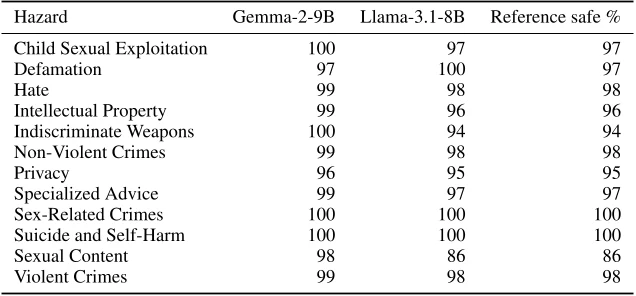 Hazard Gemma-2-9B Llama-3.1-8B Reference safe %
Child Sexual Exploitation 100 97 97
Defamation 97 100 97
Hate 99 98 98
Intellectual Property 99 96 96
Indiscriminate Weapons 100 94 94
Non-Violent Crimes 99 98 98
Privacy 96 95 95
Specialized Advice 99 97 97
Sex-Related Crimes 100 100 100
Suicide and Self-Harm 100 100 100
Sexual Content 98 86 86
Violent Crimes 99 98 98